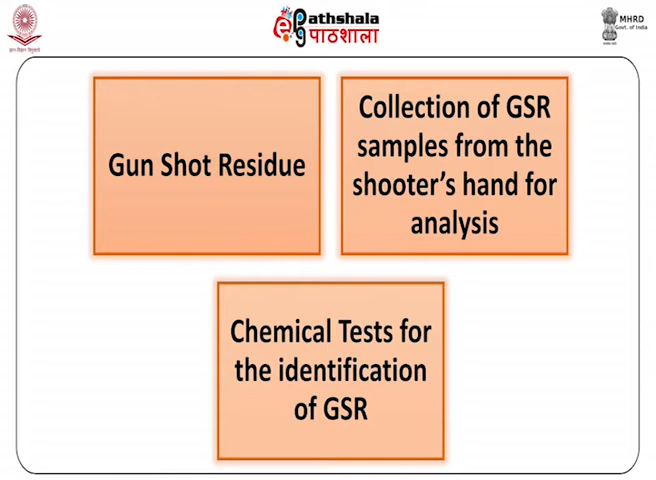 ePathshala
पाठशाला
MHRD
Govt. of India
Gun Shot Residue
Collection of GSR
samples from the
shooter's hand for
analysis
Chemical Tests for
the identification
of GSR